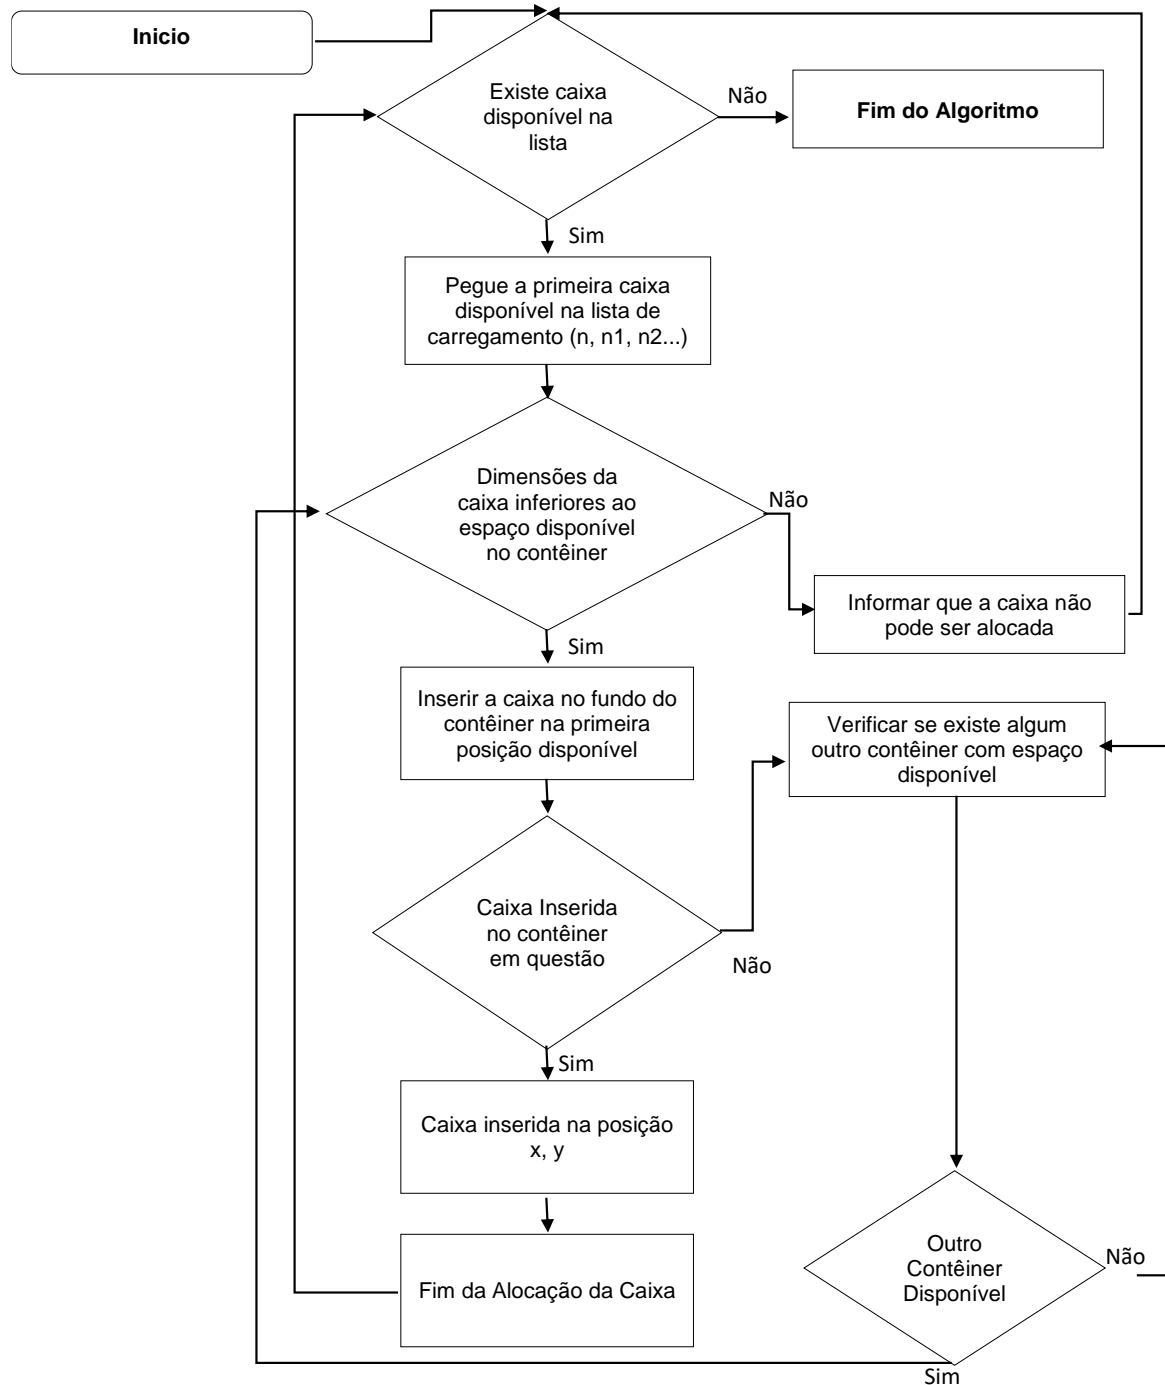 Inicio
Existe caixa
disponível na
lista
Não
Fim do Algoritmo
Sim
Pegue a primeira caixa
disponível na lista de
carregamento (n, n1, n2...)
Dimensões da
caixa inferiores ao
espaço disponível
no contêiner
Não
Informar que a caixa não
pode ser alocada
Sim
Inserir a caixa no fundo do
contêiner na primeira
posição disponível
Verificar se existe algum
outro contêiner com espaço
disponível
Caixa Inserida
no contêiner
em questão
Não
Sim
Caixa inserida na posição
x, y
Fim da Alocação da Caixa
Outro
Contêiner
Disponível
Não
Sim